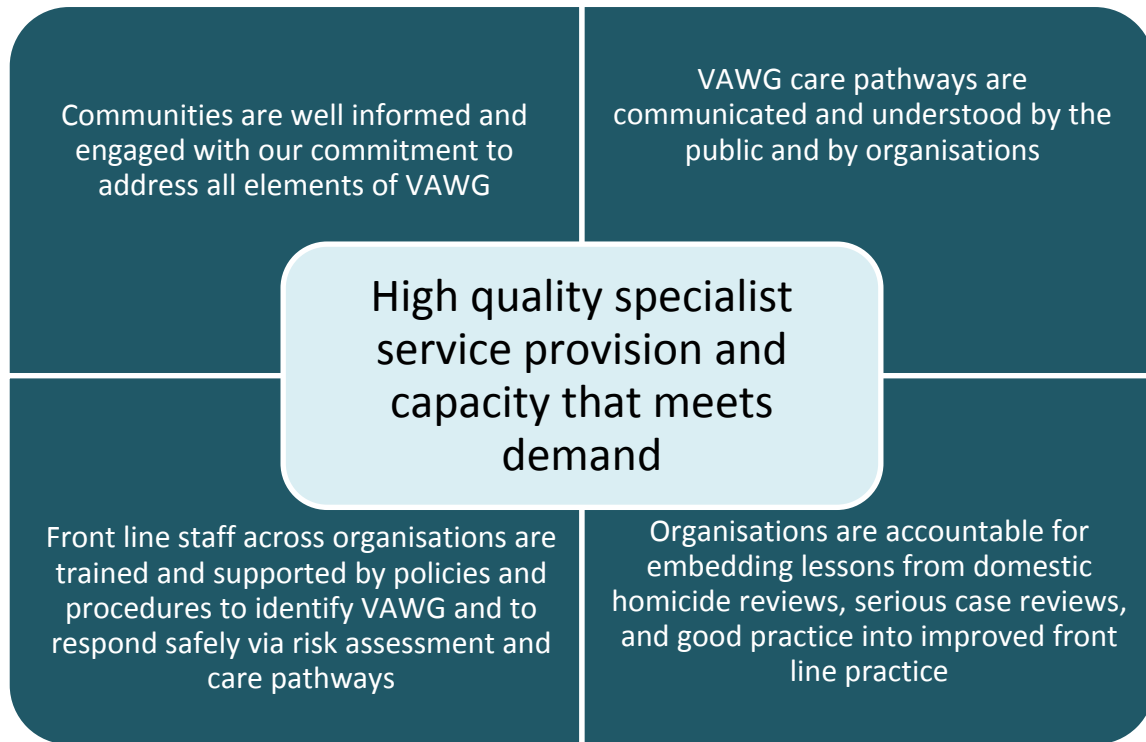 Communities are well informed and
engaged with our commitment to
address all elements of VAWG
VAWG care pathways are
communicated and understood by the
public and by organisations
High quality specialist
service provision and
capacity that meets
demand
Front line staff across organisations are
trained and supported by policies and
procedures to identify VAWG and to
respond safely via risk assessment and
care pathways
Organisations are accountable for
embedding lessons from domestic
homicide reviews, serious case reviews,
and good practice into improved front
line practice